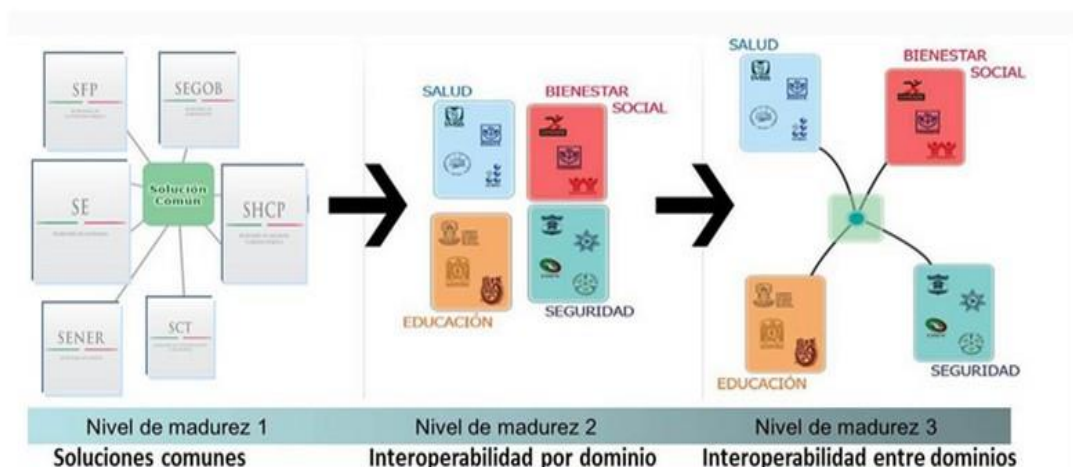 SFP
SEGOB
Solución
Común
SE
SHCP
SENER
SCT
SALUD
BIENESTAR
SOCIAL
EDUCACIÓN
SEGURIDAD
SALUD
BIENESTAR
SOCIAL
EDUCACIÓN
SEGURIDAD
Nivel de madurez 1
Nivel de madurez 2
Nivel de madurez 3
Soluciones comunes
Interoperabilidad por dominio
Interoperabilidad entre dominios